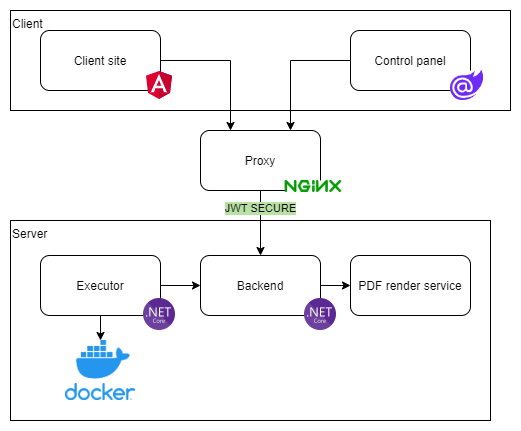 Client
Client site
Control panel
A
@
Proxy
NGINX
JWT SECURE
Server
Executor
Backend
PDF render service
.NET
Core
.NET
Core
docker